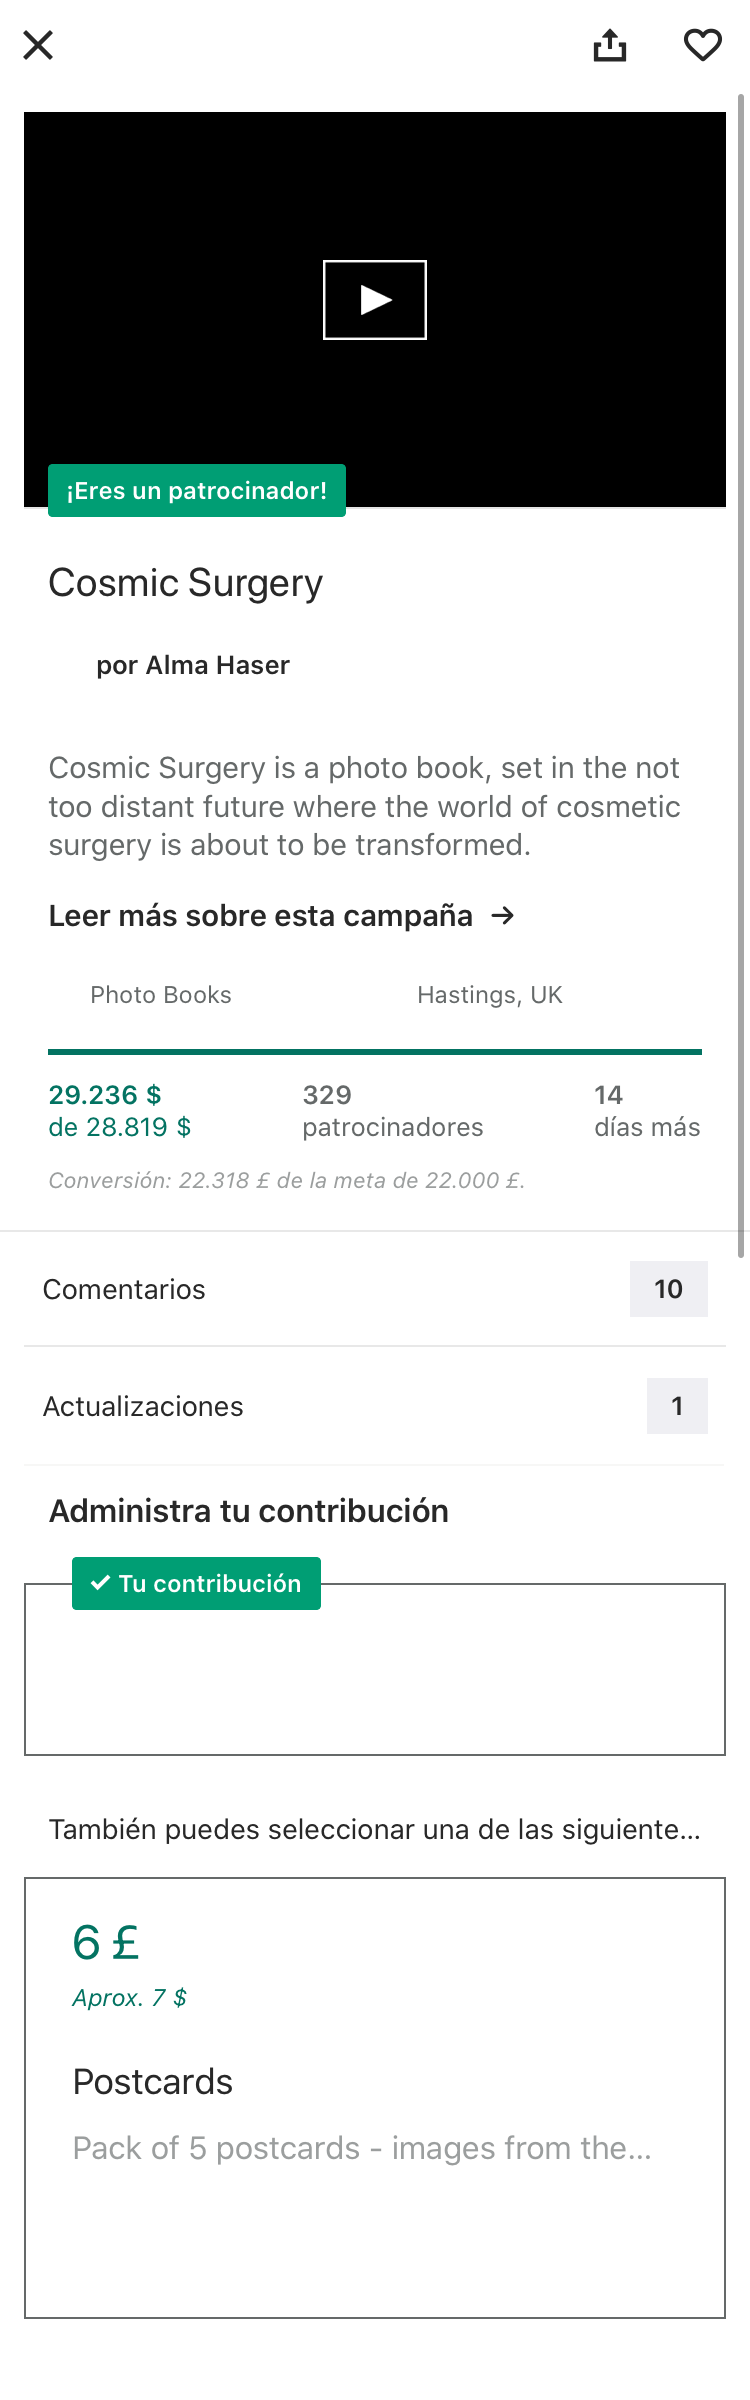 ¡Eres un patrocinador!
Cosmic Surgery
por Alma Haser
Cosmic Surgery is a photo book, set in the not
too distant future where the world of cosmetic
surgery is about to be transformed.
Leer más sobre esta campaña →
Photo Books
Hastings, UK
29.236 $
de 28.819 $
329
patrocinadores
14
días más
Conversión: 22.318 £ de la meta de 22.000 £.
Comentarios
10
Actualizaciones
1
Administra tu contribución
✓ Tu contribución
También puedes seleccionar una de las siguiente...
6 £
Aprox. 7 $
Postcards
Pack of 5 postcards - images from the...